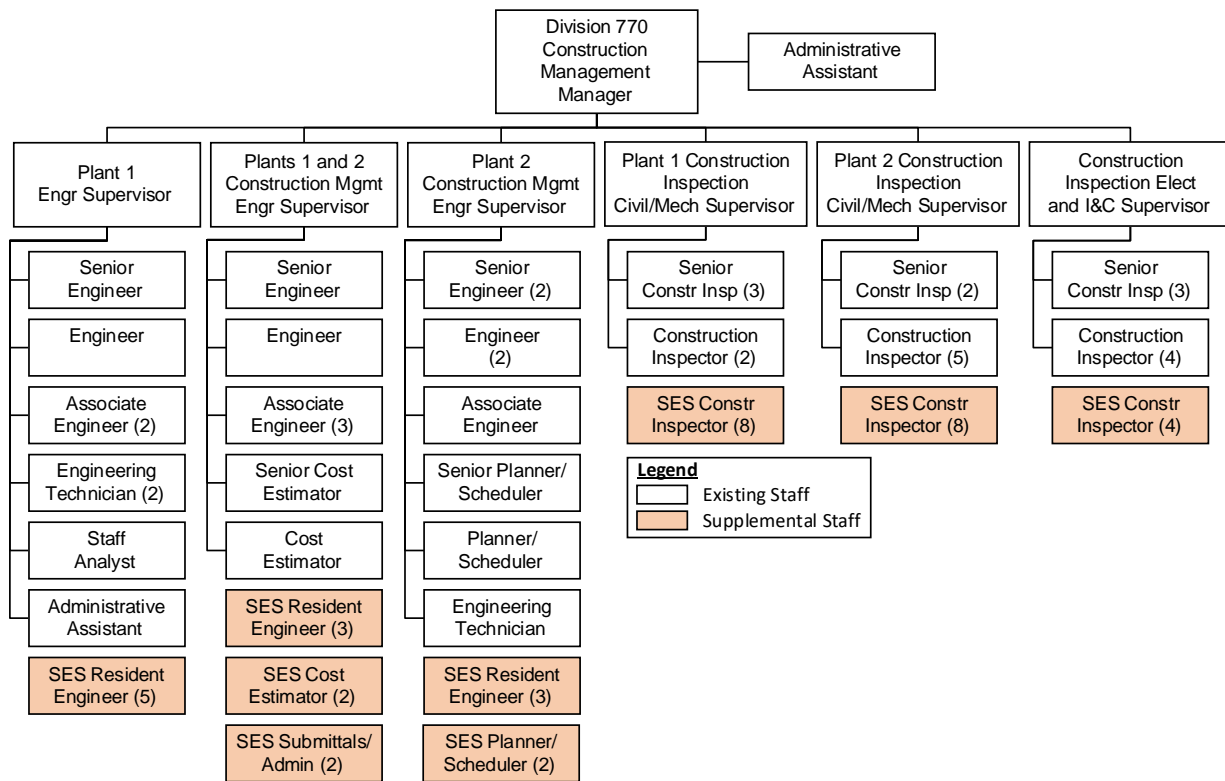 Division 770
Construction
Management
Manager
Administrative
Assistant
Plant 1
Engr Supervisor
Senior
Engineer
Engineer
Associate
Engineer (2)
Engineering
Technician (2)
Staff
Analyst
Administrative
Assistant
SES Resident
Engineer (5)
Plants 1 and 2
Construction Mgmt
Engr Supervisor
Senior
Engineer
Engineer
Associate
Engineer (3)
Senior Cost
Estimator
Cost
Estimator
SES Resident
Engineer (3)
SES Cost
Estimator (2)
SES Submittals/
Admin (2)
Plant 2
Construction Mgmt
Engr Supervisor
Senior
Engineer (2)
Engineer
(2)
Associate
Engineer
Senior Planner/
Scheduler
Planner/
Scheduler
Engineering
Technician
SES Resident
Engineer (3)
SES Planner/
Scheduler (2)
Plant 1 Construction
Inspection
Civil/Mech Supervisor
Senior
Constr Insp (3)
Construction
Inspector (2)
SES Constr
Inspector (8)
Plant 2 Construction
Inspection
Civil/Mech Supervisor
Senior
Constr Insp (2)
Construction
Inspector (5)
SES Constr
Inspector (8)
Construction
Inspection Elect
and I&C Supervisor
Senior
Constr Insp (3)
Construction
Inspector (4)
SES Constr
Inspector (4)
Legend
Existing Staff
Supplemental Staff